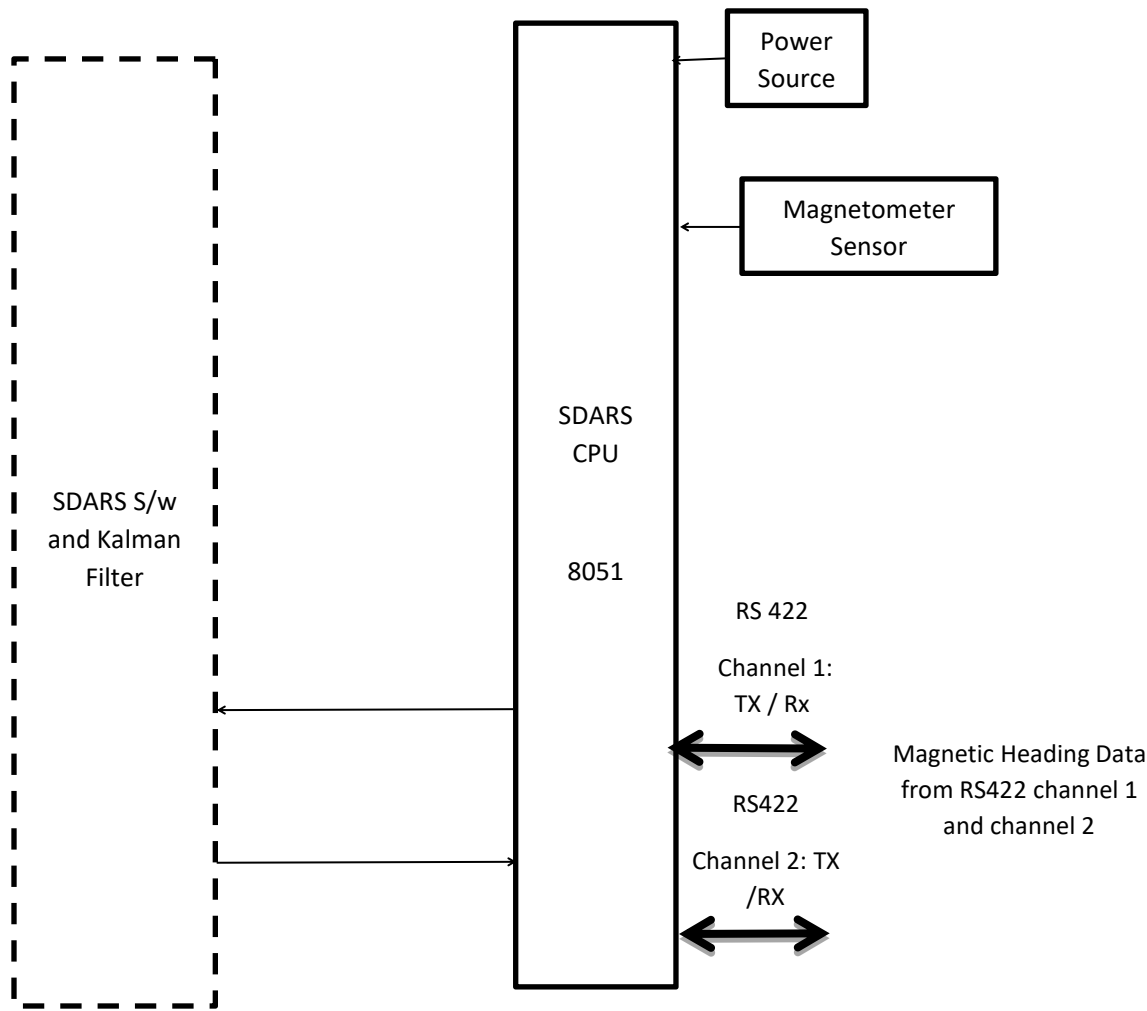 Power
Source
Magnetometer
Sensor
SDARS
CPU
8051
SDARS S/w
and Kalman
Filter
RS 422
Channel 1:
TX / Rx
RS422
Channel 2: TX
/RX
Magnetic Heading Data
from RS422 channel 1
and channel 2